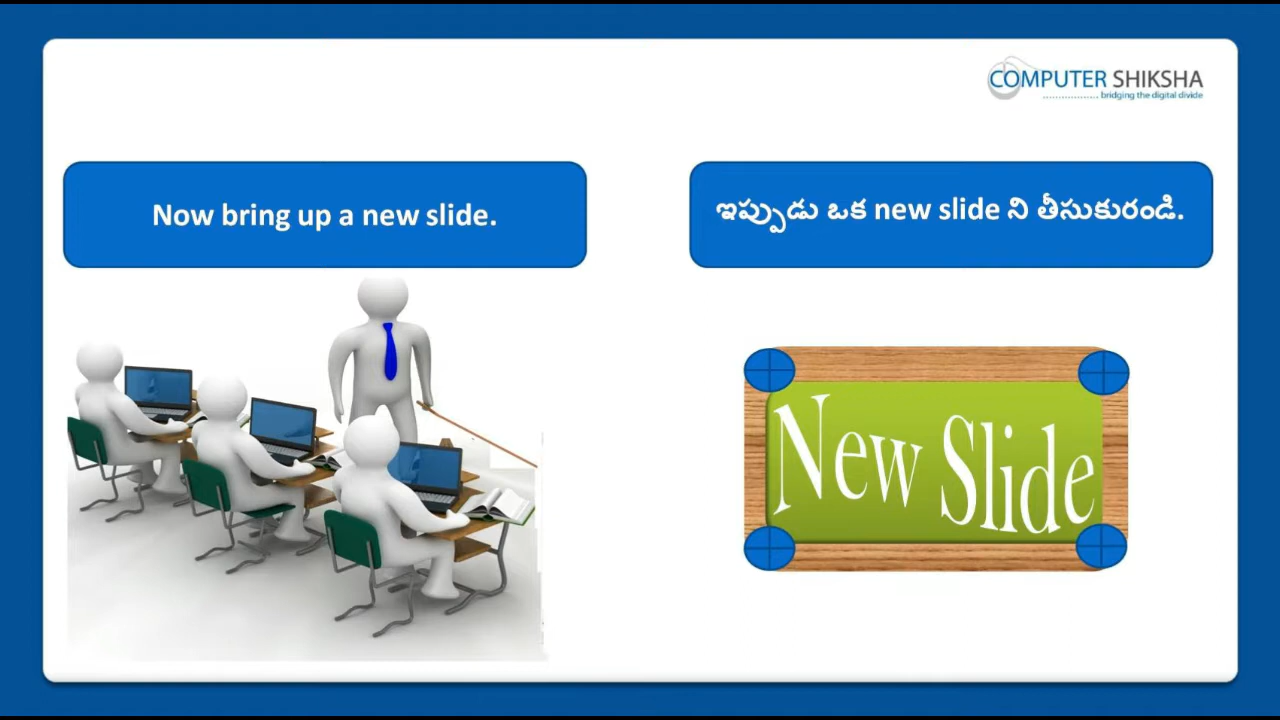 COMPUTER SHIKSHA
bridging the digital divide
Now bring up a new slide.
ఇప్పుడు ఒక new slide ని తీసుకురండి.
New Slide